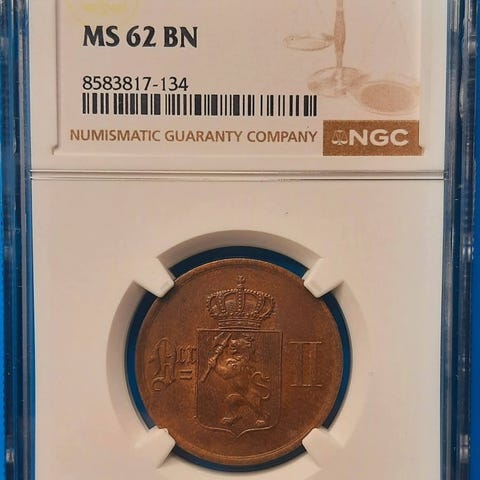 MS 62 BN
8583817-134
NUMISMATIC GUARANTY COMPANY NGC
II